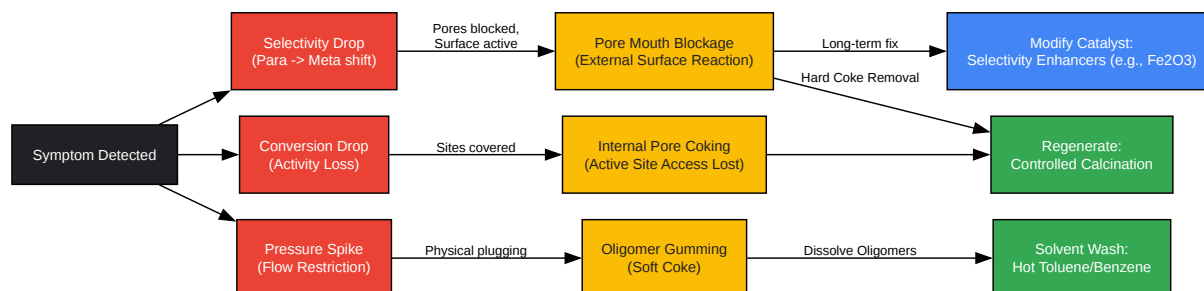 Symptom Detected
Selectivity Drop
(Para -> Meta shift)
Pores blocked,
Surface active
Pore Mouth Blockage
(External Surface Reaction)
Long-term fix
Modify Catalyst:
Selectivity Enhancers (e.g., Fe2O3)
Hard Coke Removal
Conversion Drop
(Activity Loss)
Sites covered
Internal Pore Coking
(Active Site Access Lost)
Regenerate:
Controlled Calcination
Pressure Spike
(Flow Restriction)
Physical plugging
Oligomer Gumming
(Soft Coke)
Dissolve Oligomers
Solvent Wash:
Hot Toluene/Benzene